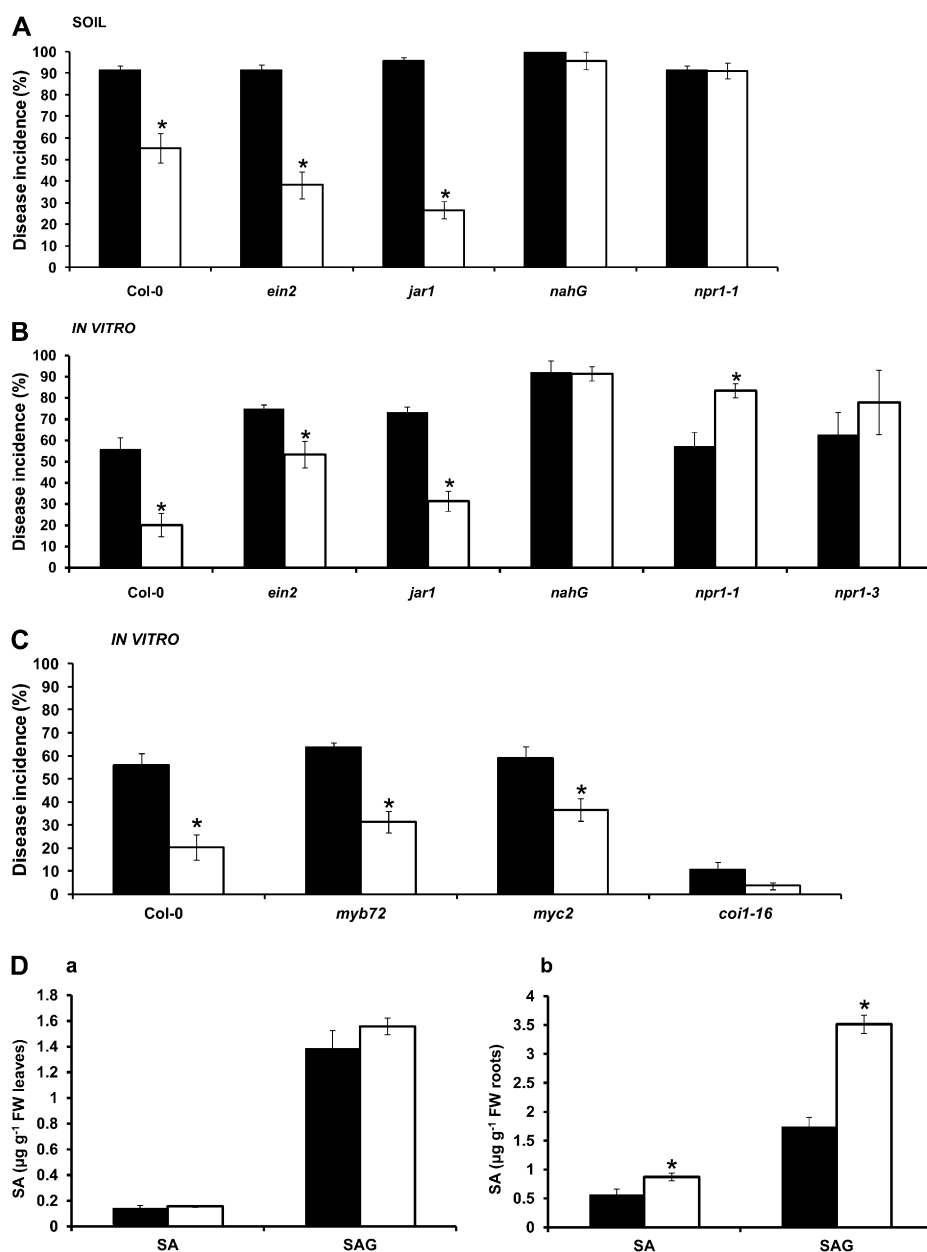 A SOIL
Disease incidence (%)
100
90
80
70
60
50
40
30
20
10
0
* * *
Col-0 ein2 jar1 nahG npr1-1
B IN VITRO
Disease incidence (%)
100
90
80
70
60
50
40
30
20
10
0
* * * *
Col-0 ein2 jar1 nahG npr1-1 npr1-3
C IN VITRO
Disease incidence (%)
100
90
80
70
60
50
40
30
20
10
0
* * *
Col-0 myb72 myc2 coi1-16
D a
SA (µg g-1 FW leaves)
1.8
1.6
1.4
1.2
1
0.8
0.6
0.4
0.2
0
SA SAG
b
SA (µg g-1 FW roots)
4
3.5
3
2.5
2
1.5
1
0.5
0
* *
SA SAG